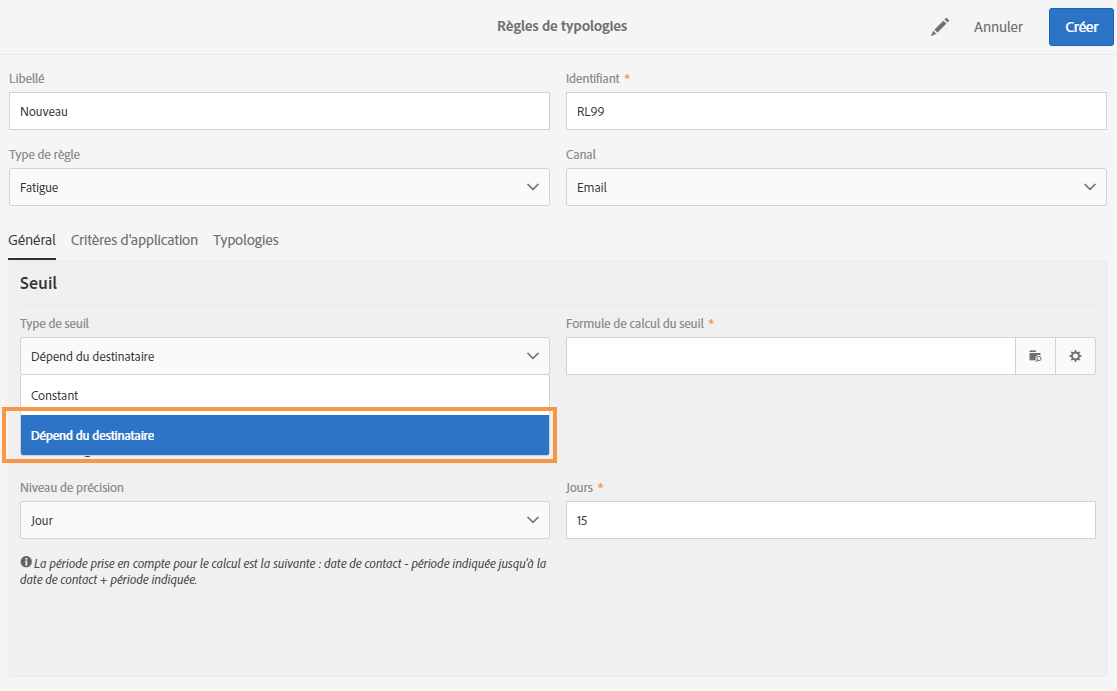 Règles de typologies
Annuler
Créer
Libellé
Identifiant *
Nouveau
RL99
Type de règle
Canal
Fatigue
Email
Général
Critères d'application
Typologies
Seuil
Type de seuil
Formule de calcul du seuil *
Dépend du destinataire
Constant
Dépend du destinataire
Niveau de précision
Jours *
Jour
15
La période prise en compte pour le calcul est la suivante : date de contact - période indiquée jusqu'à la
date de contact + période indiquée.